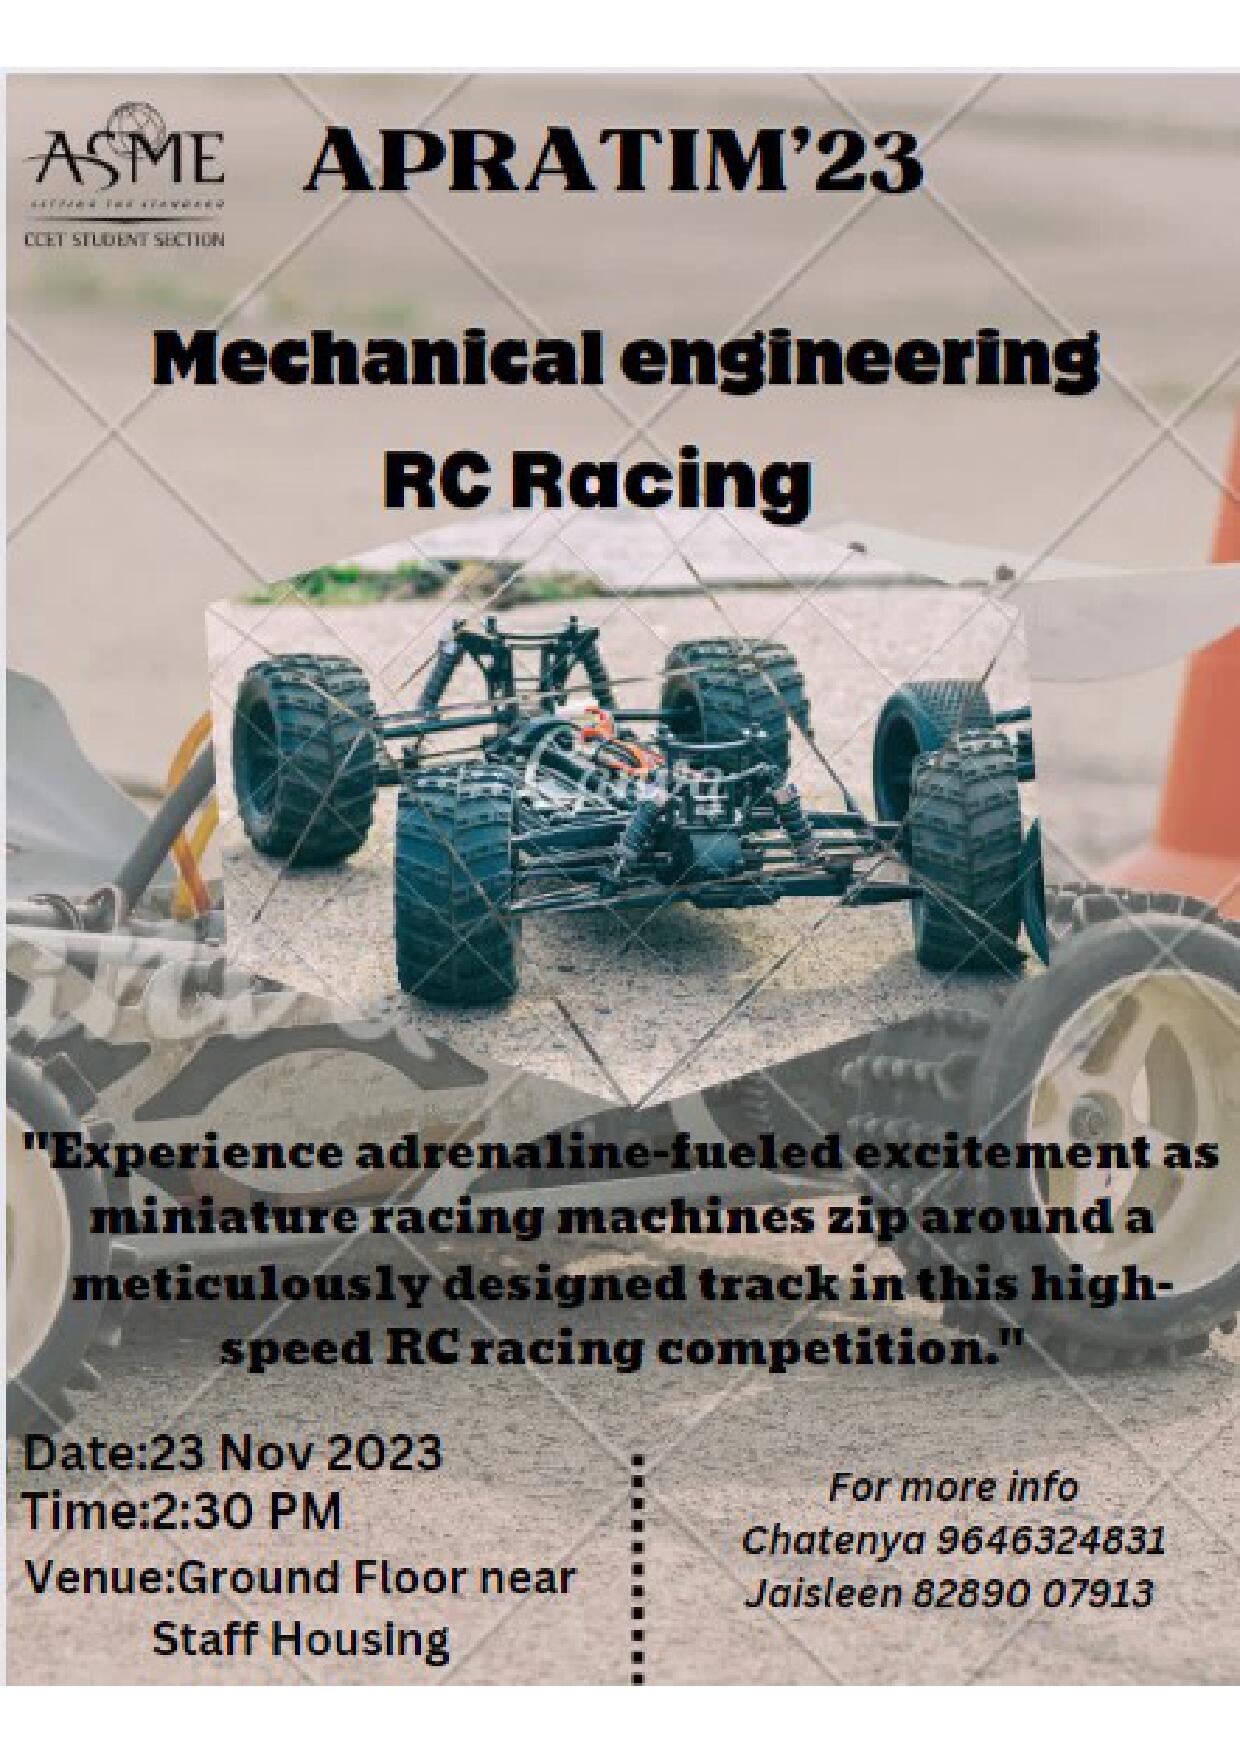 ASME
SETTING THE STANDARD
CCET STUDENT SECTION
APRATIM'23
Mechanical engineering
RC Racing
"Experience adrenaline-fueled excitement as
miniature racing machines zip around a
meticulously designed track in this high-
speed RC racing competition."
Date:23 Nov 2023
Time:2:30 PM
Venue:Ground Floor near
Staff Housing
For more info
Chatenya 9646324831
Jaisleen 82890 07913